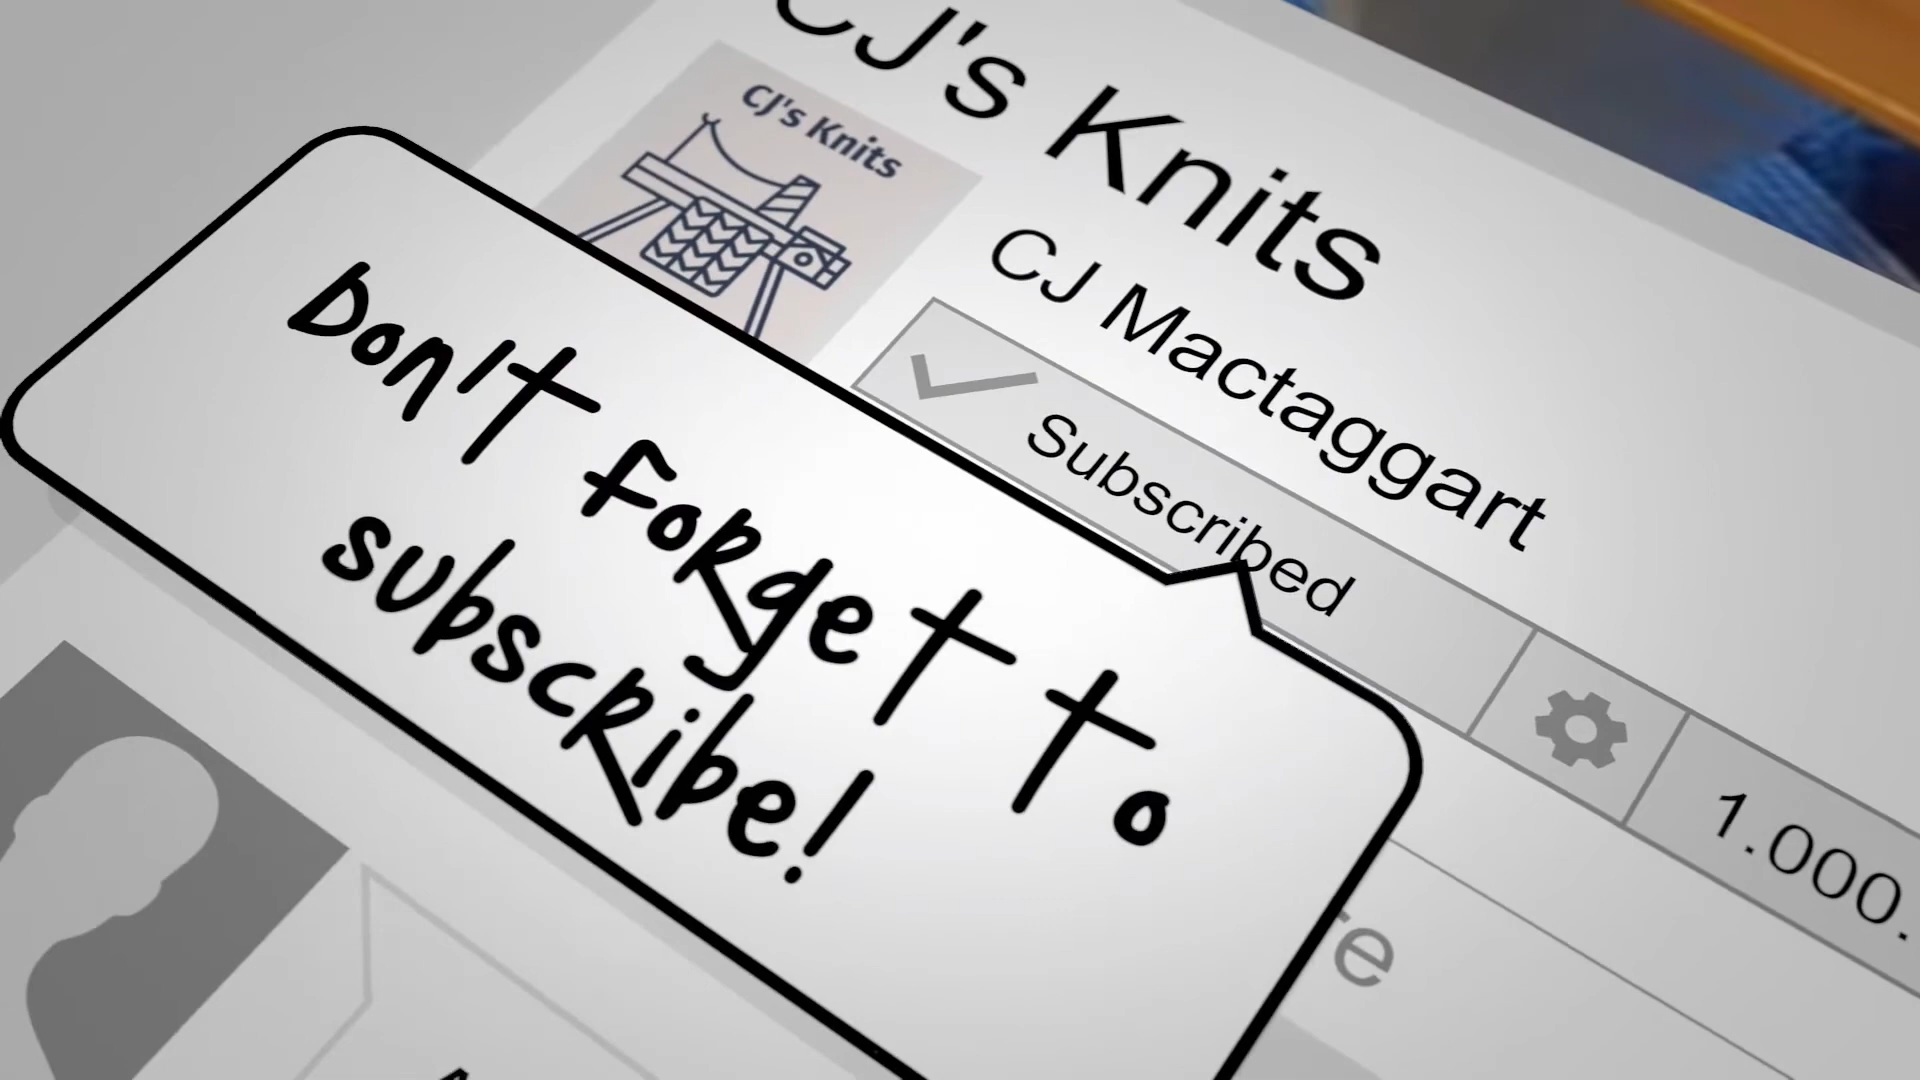 CJ's Knits
CJ's Knits
CJ Mactaggart
Subscribed
1.000.
Don't forget to
subscribe!